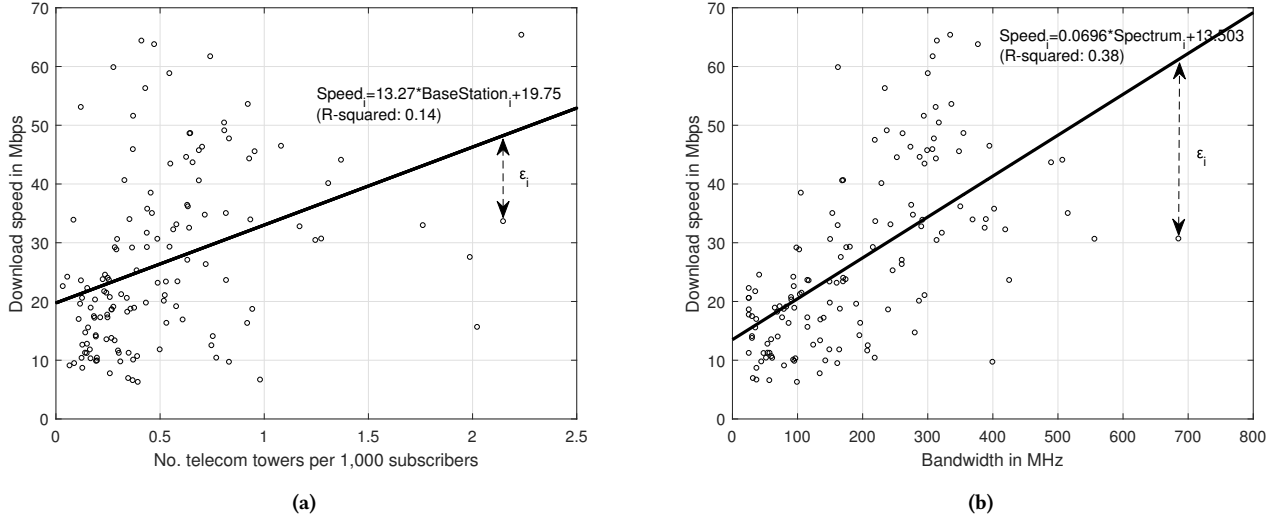 70
60
50
40
30
20
10
0
Download speed in Mbps
Speed_i=13.27*BaseStation_i+19.75
(R-squared: 0.14)
ε_i
0 0.5 1 1.5 2 2.5
No. telecom towers per 1,000 subscribers
(a)
70
60
50
40
30
20
10
0
Download speed in Mbps
Speed_i=0.0696*Spectrum_i+13.503
(R-squared: 0.38)
ε_i
0 100 200 300 400 500 600 700 800
Bandwidth in MHz
(b)